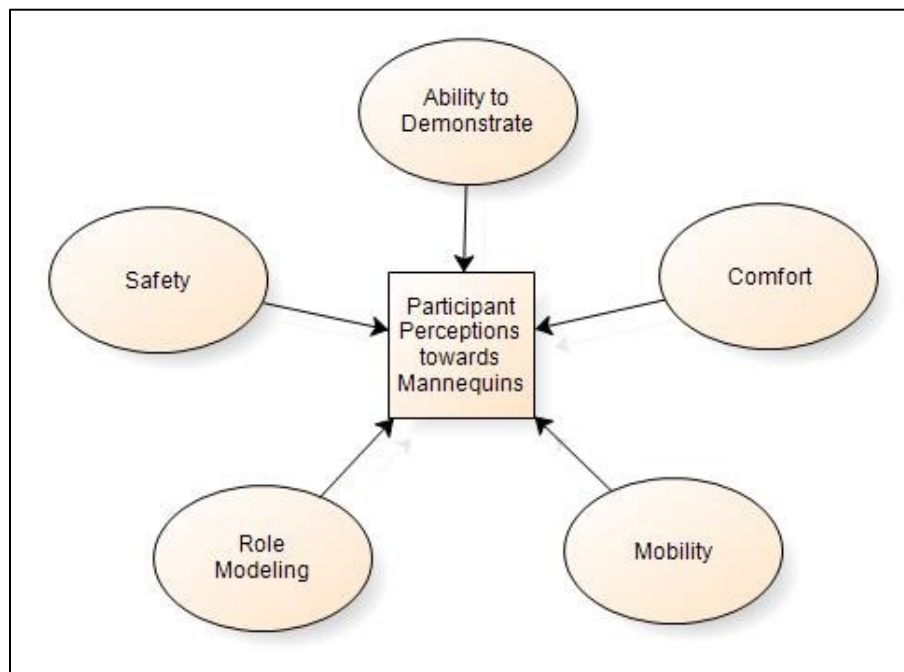 Ability to
Demonstrate
Safety
Comfort
Participant
Perceptions
towards
Mannequins
Role
Modeling
Mobility